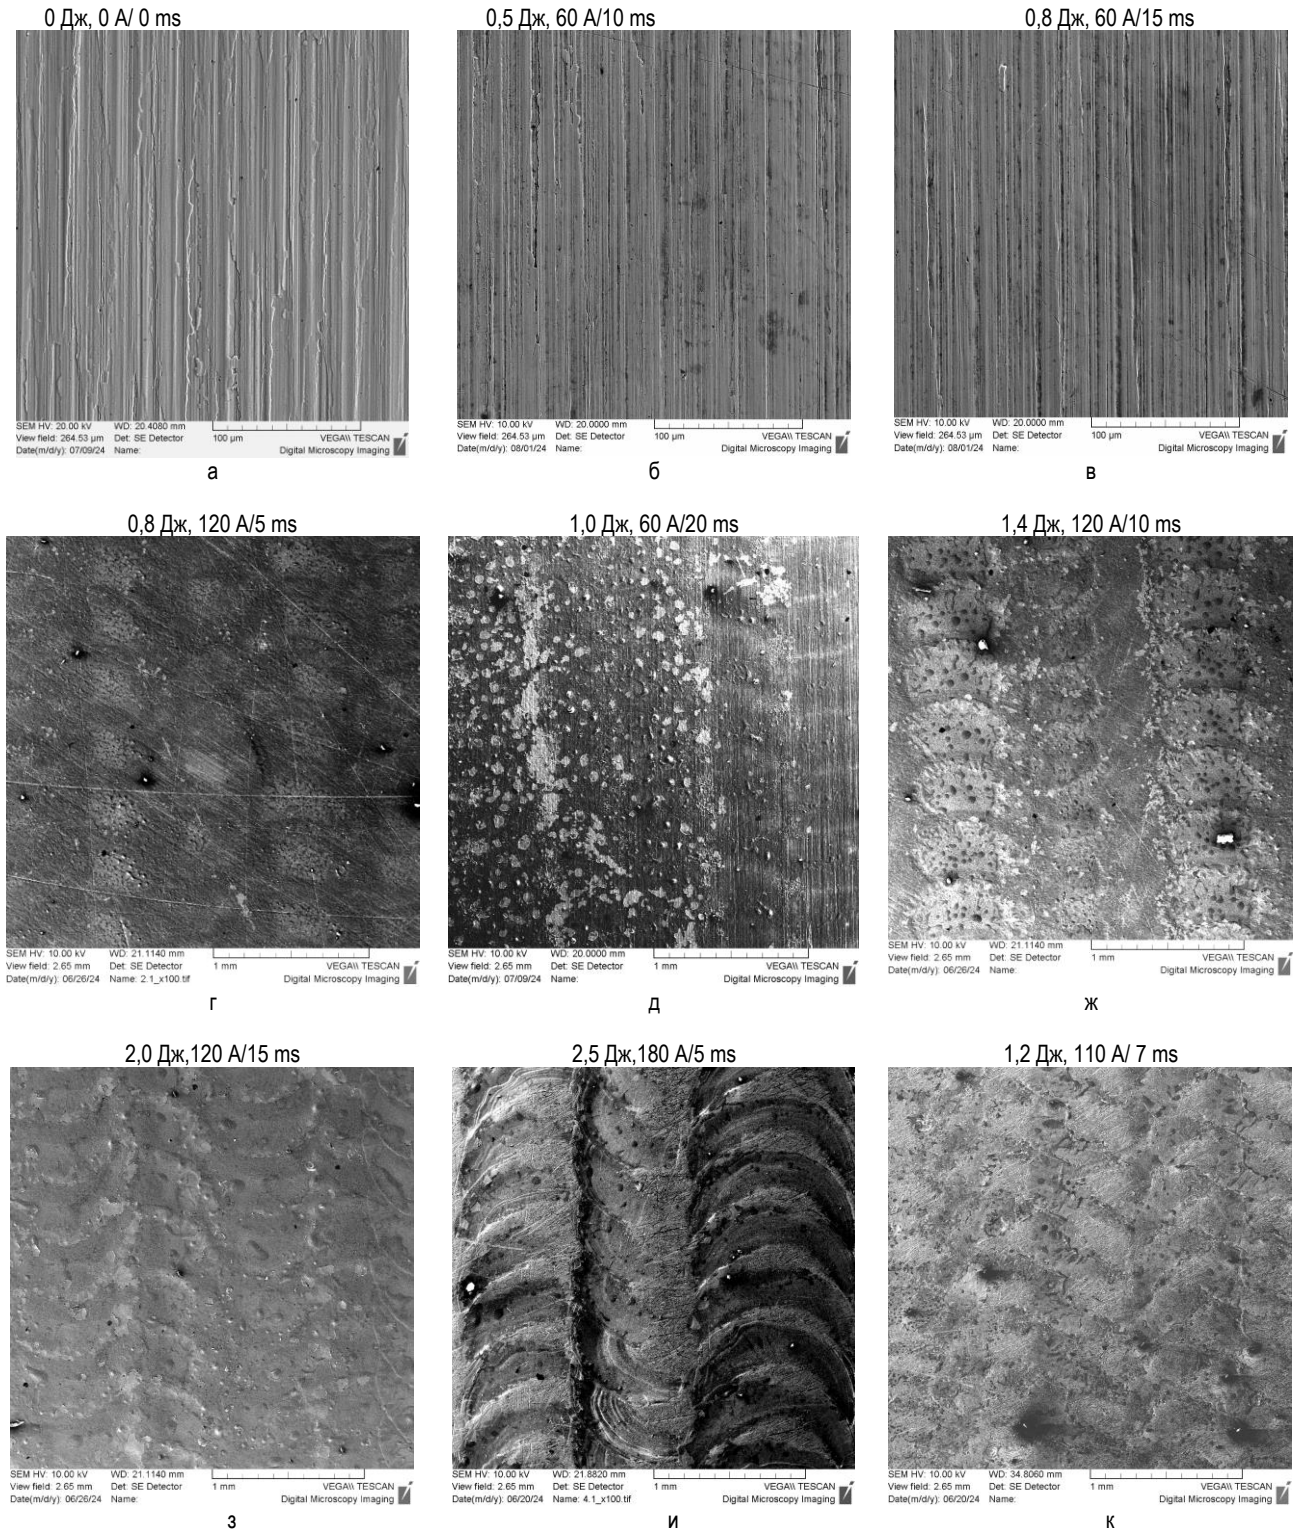 0 Дж, 0 А/ 0 ms
0,5 Дж, 60 А/10 ms
0,8 Дж, 60 А/15 ms
SEM HV: 20.00 kV WD: 20.4080 mm
View field: 264.53 µm Det: SE Detector 100 µm VEGA\\ TESCAN
Date(m/d/y): 07/09/24 Name: Digital Microscopy Imaging
SEM HV: 10.00 kV WD: 20.0000 mm
View field: 264.53 µm Det: SE Detector 100 µm VEGA\\ TESCAN
Date(m/d/y): 08/01/24 Name: Digital Microscopy Imaging
SEM HV: 10.00 kV WD: 20.0000 mm
View field: 264.53 µm Det: SE Detector 100 µm VEGA\\ TESCAN
Date(m/d/y): 08/01/24 Name: Digital Microscopy Imaging
а
б
в
0,8 Дж, 120 А/5 ms
1,0 Дж, 60 А/20 ms
1,4 Дж, 120 А/10 ms
SEM HV: 10.00 kV WD: 21.1140 mm
View field: 2.65 mm Det: SE Detector 1 mm VEGA\\ TESCAN
Date(m/d/y): 06/26/24 Name: 2.1_x100.tif Digital Microscopy Imaging
SEM HV: 10.00 kV WD: 20.0000 mm
View field: 2.65 mm Det: SE Detector 1 mm VEGA\\ TESCAN
Date(m/d/y): 07/09/24 Name: Digital Microscopy Imaging
SEM HV: 10.00 kV WD: 21.1140 mm
View field: 2.65 mm Det: SE Detector 1 mm VEGA\\ TESCAN
Date(m/d/y): 06/26/24 Name: Digital Microscopy Imaging
г
д
ж
2,0 Дж,120 А/15 ms
2,5 Дж,180 А/5 ms
1,2 Дж, 110 А/ 7 ms
SEM HV: 10.00 kV WD: 21.1140 mm
View field: 2.65 mm Det: SE Detector 1 mm VEGA\\ TESCAN
Date(m/d/y): 06/26/24 Name: Digital Microscopy Imaging
SEM HV: 10.00 kV WD: 21.8820 mm
View field: 2.65 mm Det: SE Detector 1 mm VEGA\\ TESCAN
Date(m/d/y): 06/20/24 Name: 4.1_x100.tif Digital Microscopy Imaging
SEM HV: 10.00 kV WD: 34.8060 mm
View field: 2.65 mm Det: SE Detector 1 mm VEGA\\ TESCAN
Date(m/d/y): 06/20/24 Name: Digital Microscopy Imaging
з
и
к